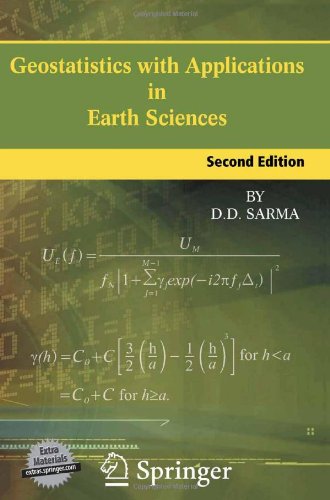 Geostatistics with Applications
in
Earth Sciences
Second Edition
BY
D.D. SARMA
U_E(f) = U_M / f_N |1+∑_{J=1}^{M-1} γ_j exp(−i2πf_jΔ_t)|^2
γ(h) = C_0 + C [3/2 (h/a) − 1/2 (h/a)^3] for h<a
= C_0 + C for h≥a.
Extra
Materials
extras.springer.com
Springer